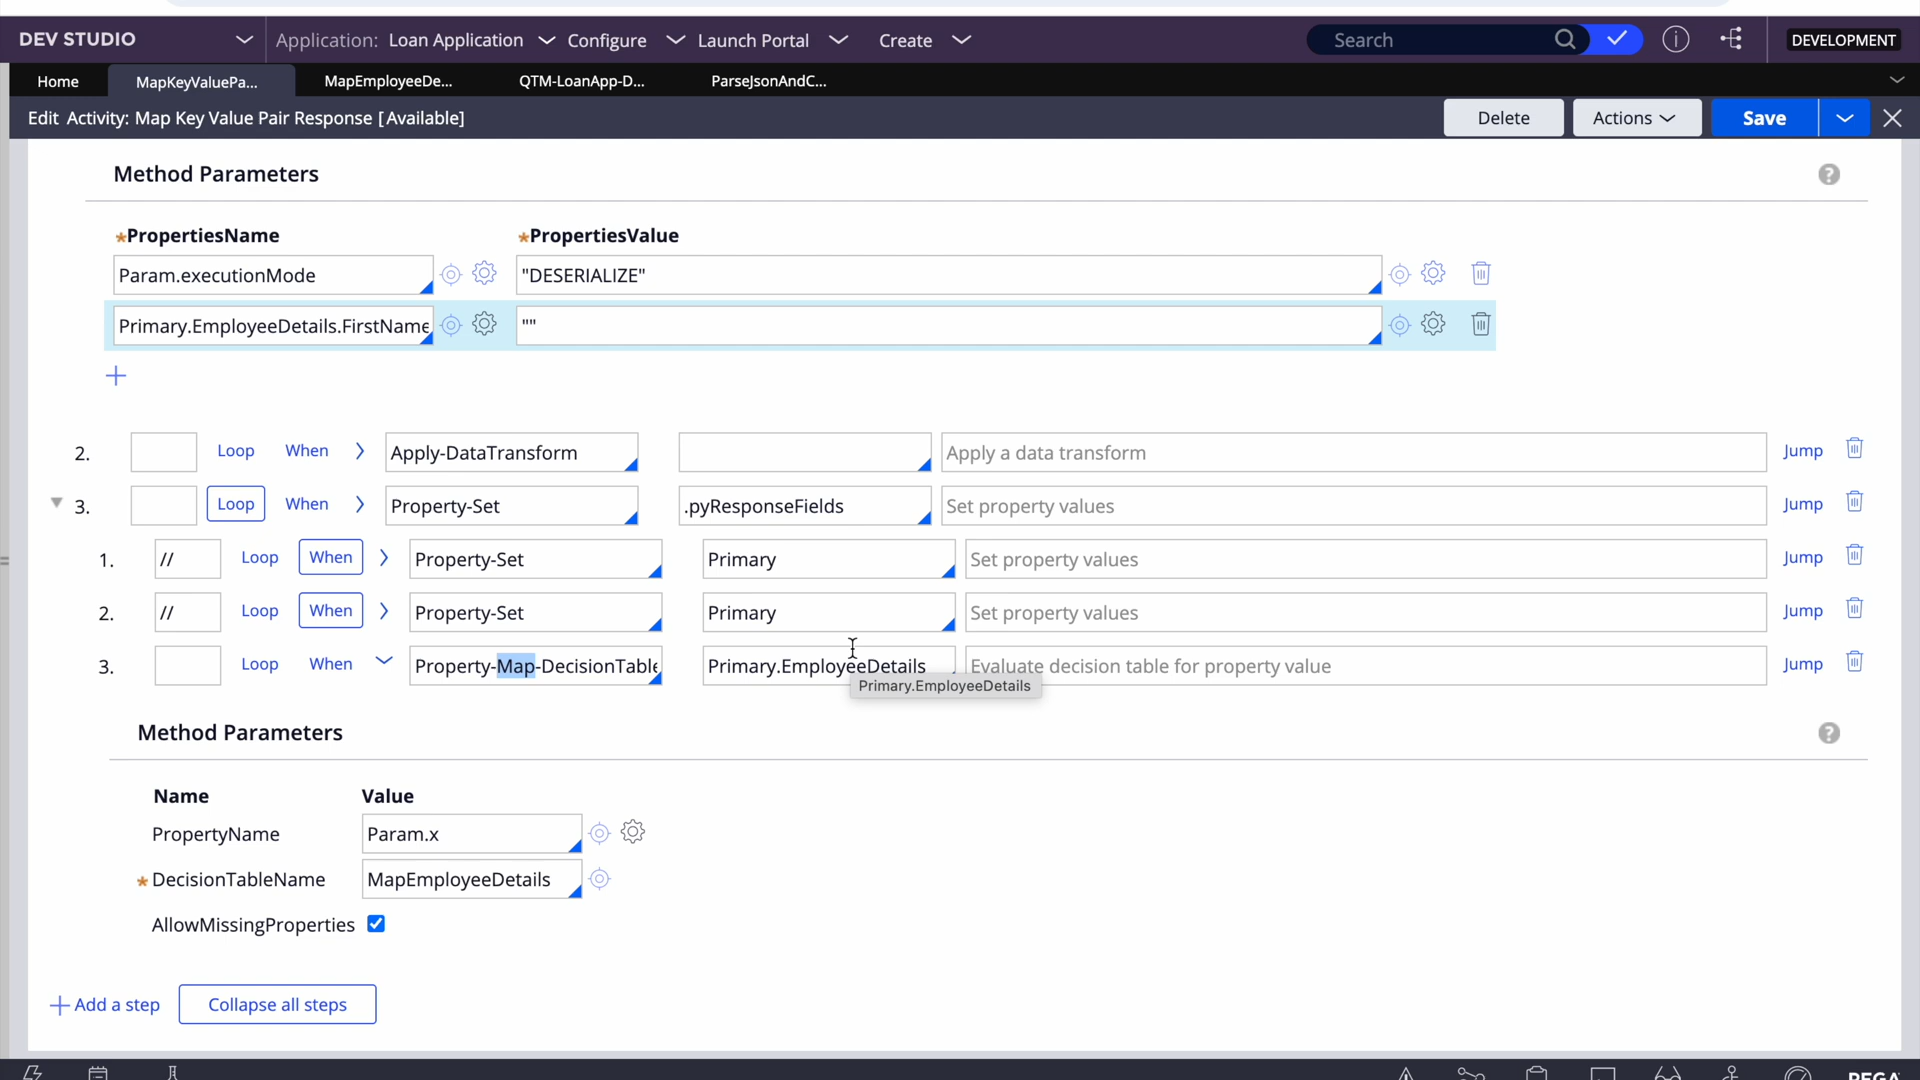 DEV STUDIO
Application: Loan Application Configure Launch Portal Create Search DEVELOPMENT
Home MapKeyValuePa... MapEmployeeDe... QTM-LoanApp-D... ParseJsonAndC...
Edit Activity: Map Key Value Pair Response [Available] Delete Actions Save
Method Parameters ?
*PropertiesName *PropertiesValue
Param.executionMode "DESERIALIZE"
Primary.EmployeeDetails.FirstName ""
2. Loop When Apply-DataTransform Apply a data transform Jump
3. Loop When Property-Set .pyResponseFields Set property values Jump
1. // Loop When Property-Set Primary Set property values Jump
2. // Loop When Property-Set Primary Set property values Jump
3. Loop When Property-Map-DecisionTable Primary.EmployeeDetails Evaluate decision table for property value Jump
Primary.EmployeeDetails
Method Parameters ?
Name Value
PropertyName Param.x
*DecisionTableName MapEmployeeDetails
AllowMissingProperties
+ Add a step Collapse all steps
PEGA